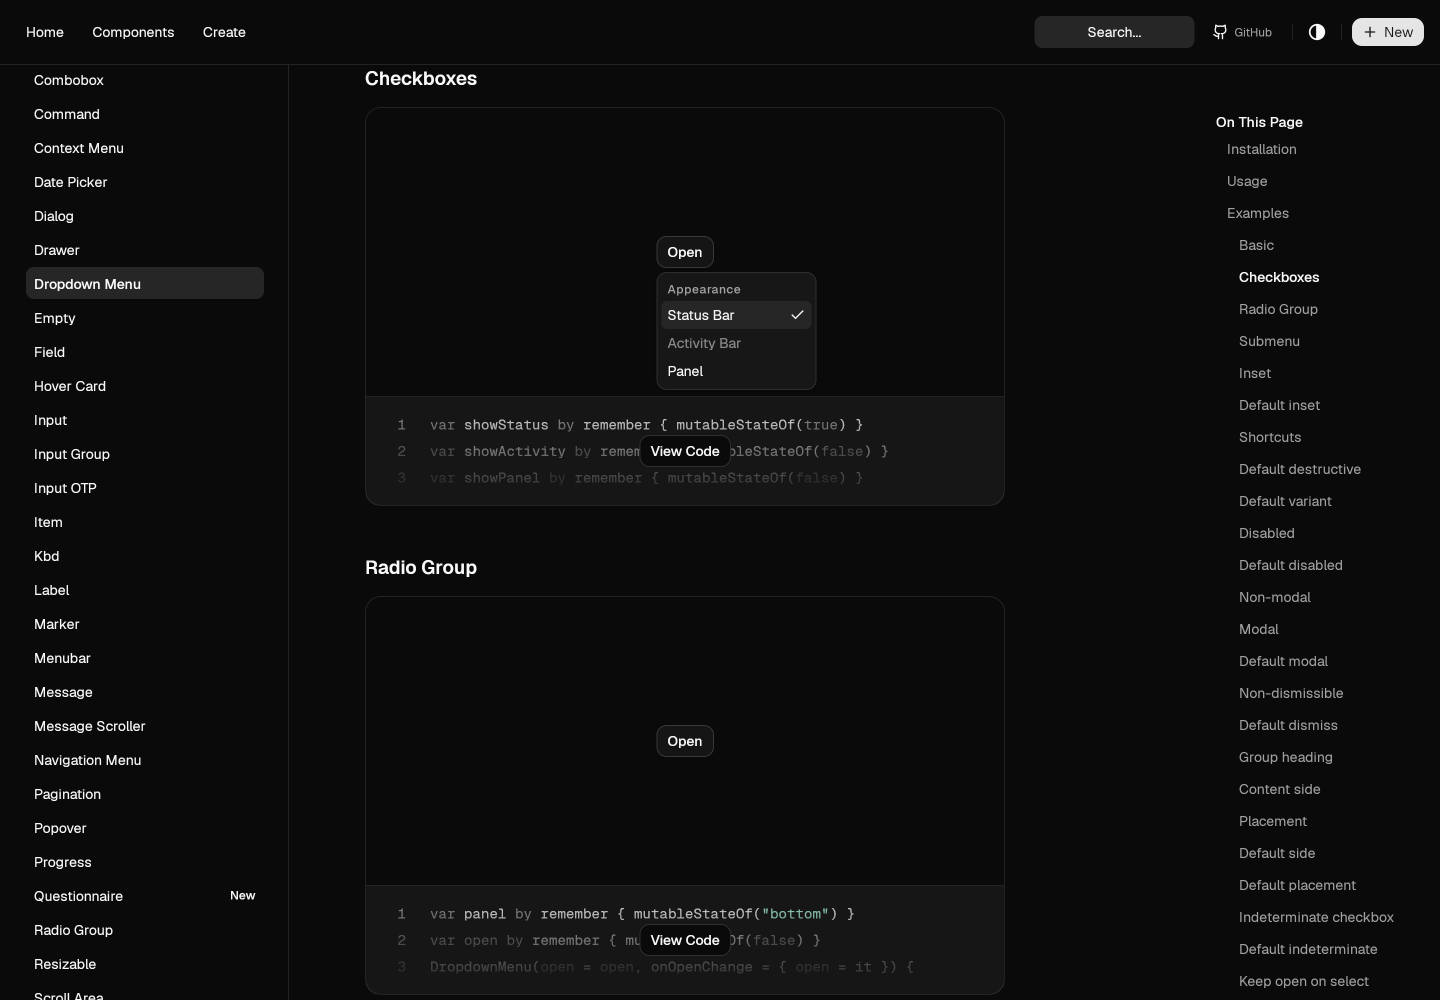 Home
Components
Create
Search...
GitHub
New
Combobox
Command
Context Menu
Date Picker
Dialog
Drawer
Dropdown Menu
Empty
Field
Hover Card
Input
Input Group
Input OTP
Item
Kbd
Label
Marker
Menubar
Message
Message Scroller
Navigation Menu
Pagination
Popover
Progress
Questionnaire New
Radio Group
Resizable
Scroll Area
Checkboxes
Open
Appearance
Status Bar
Activity Bar
Panel
1 var showStatus by remember { mutableStateOf(true) }
2 var showActivity by remem bleStateOf(false) }
View Code
3 var showPanel by remember { mutableStateOf(false) }
Radio Group
Open
1 var panel by remember { mutableStateOf("bottom") }
2 var open by remember { mu Of(false) }
View Code
3 DropdownMenu(open = open, onOpenChange = { open = it }) {
On This Page
Installation
Usage
Examples
Basic
Checkboxes
Radio Group
Submenu
Inset
Default inset
Shortcuts
Default destructive
Default variant
Disabled
Default disabled
Non-modal
Modal
Default modal
Non-dismissible
Default dismiss
Group heading
Content side
Placement
Default side
Default placement
Indeterminate checkbox
Default indeterminate
Keep open on select